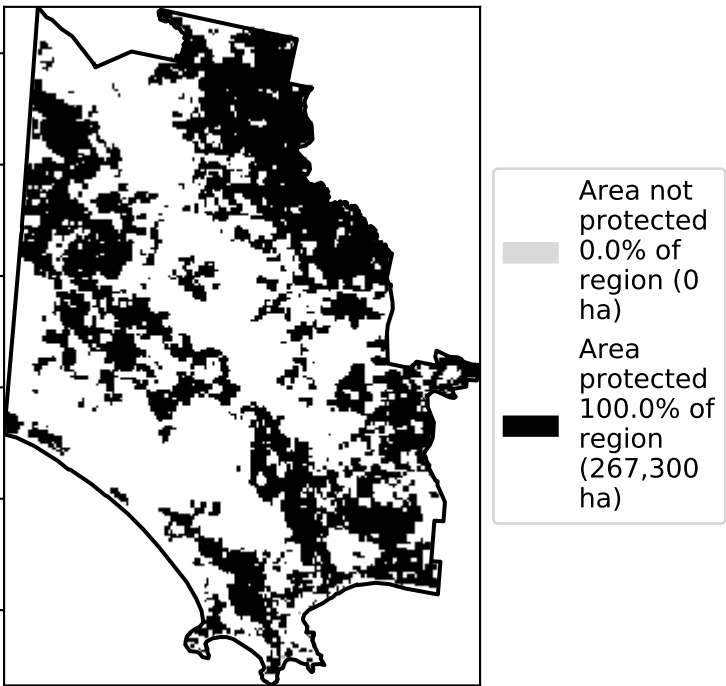 Area not
protected
0.0% of
region (0
ha)
Area
protected
100.0% of
region
(267,300
ha)